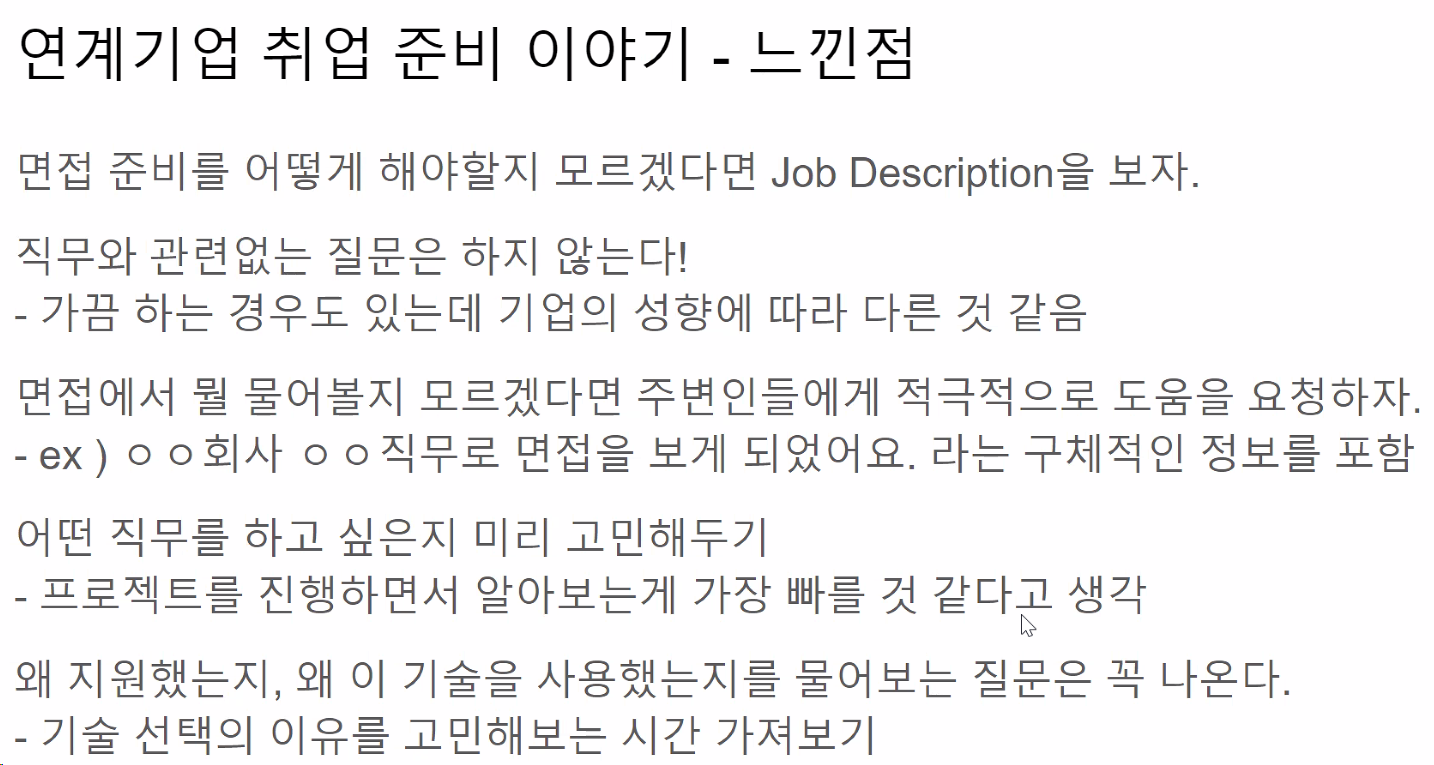 연계기업 취업 준비 이야기 - 느낀점
면접 준비를 어떻게 해야할지 모르겠다면 Job Description을 보자.
직무와 관련없는 질문은 하지 않는다!
- 가끔 하는 경우도 있는데 기업의 성향에 따라 다른 것 같음
면접에서 뭘 물어볼지 모르겠다면 주변인들에게 적극적으로 도움을 요청하자.
- ex ) ㅇㅇ회사 ㅇㅇ직무로 면접을 보게 되었어요. 라는 구체적인 정보를 포함
어떤 직무를 하고 싶은지 미리 고민해두기
- 프로젝트를 진행하면서 알아보는게 가장 빠를 것 같다고 생각
왜 지원했는지, 왜 이 기술을 사용했는지를 물어보는 질문은 꼭 나온다.
- 기술 선택의 이유를 고민해보는 시간 가져보기